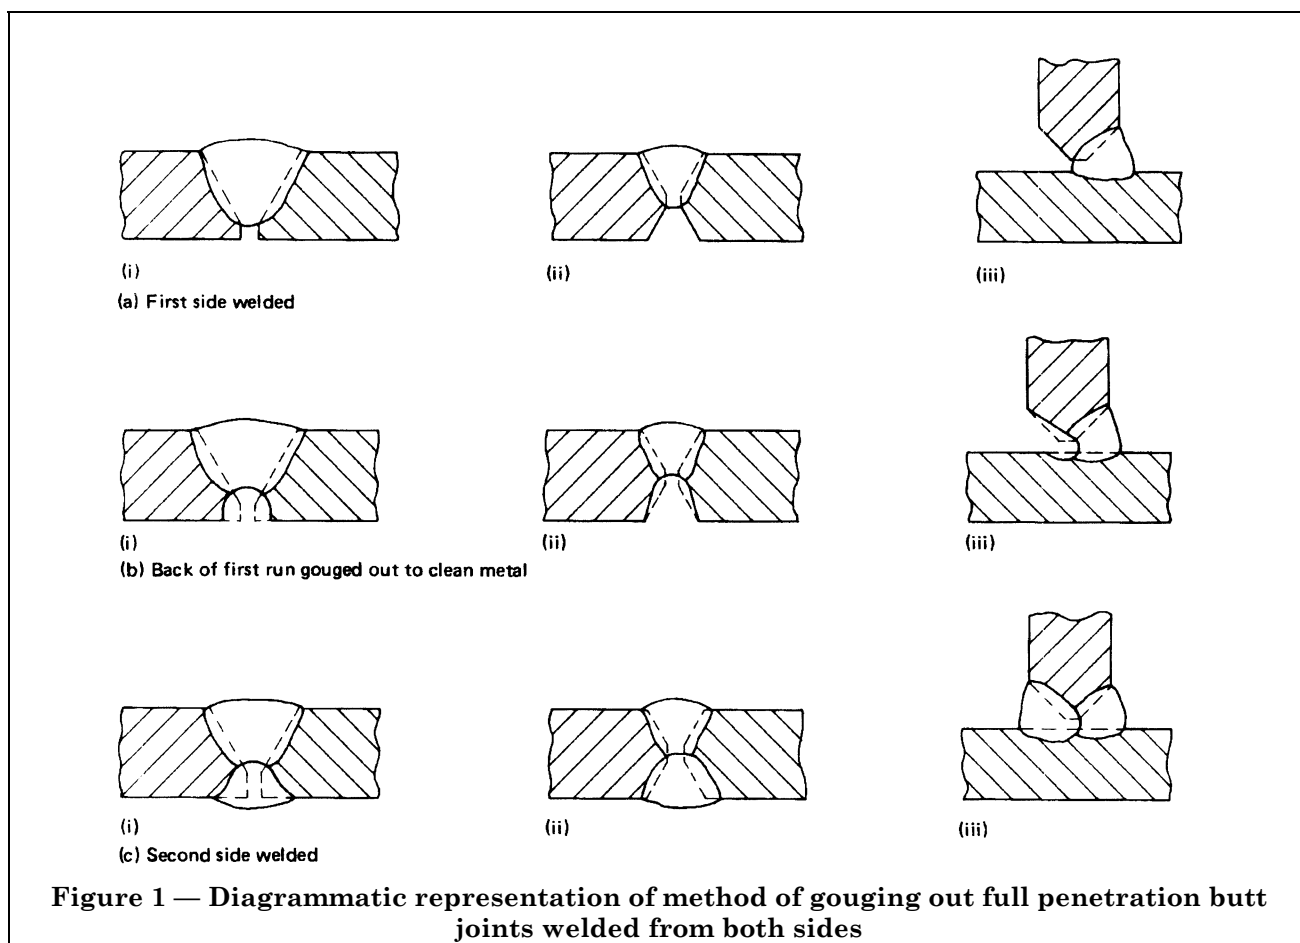 (i)
(ii)
(iii)
(a) First side welded
(i)
(ii)
(iii)
(b) Back of first run gouged out to clean metal
(i)
(ii)
(iii)
(c) Second side welded
Figure 1 — Diagrammatic representation of method of gouging out full penetration butt
joints welded from both sides